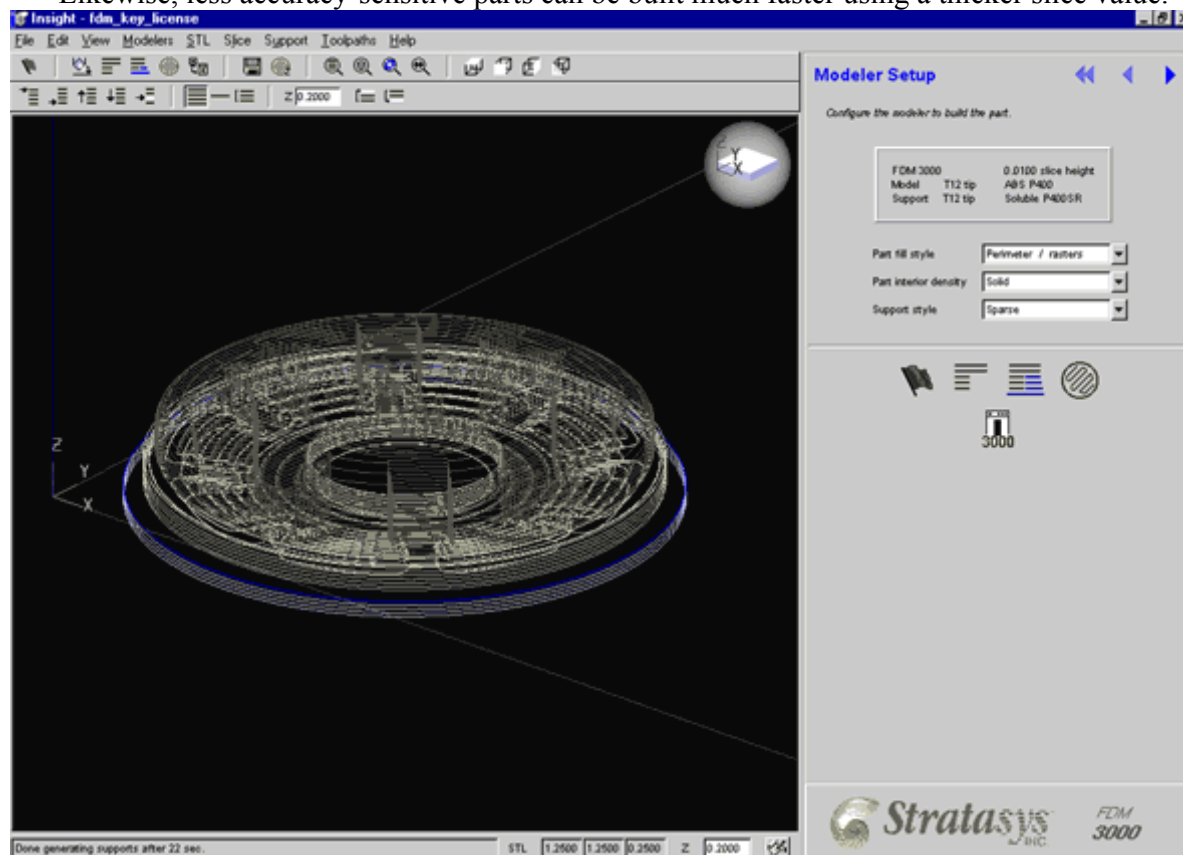 Likewise, less accuracy-sensitive parts can be built much faster using a thicker slice value.
Insight - fdm_key_license
File Edit View Modelers STL Slice Support Toolpaths Help
Z 0.2000
Modeler Setup
Configure the modeler to build the part.
FDM 3000 0.0100 slice height
Model T12 tip ABS P400
Support T12 tip Soluble P400SR
Part fill style Perimeter / rasters
Part interior density Solid
Support style Sparse
3000
Z
Y
X
Z
Y
X
Stratasys INC.
FDM 3000
Done generating supports after 22 sec. STL 1.2500 1.2500 0.2500 Z 0.2000